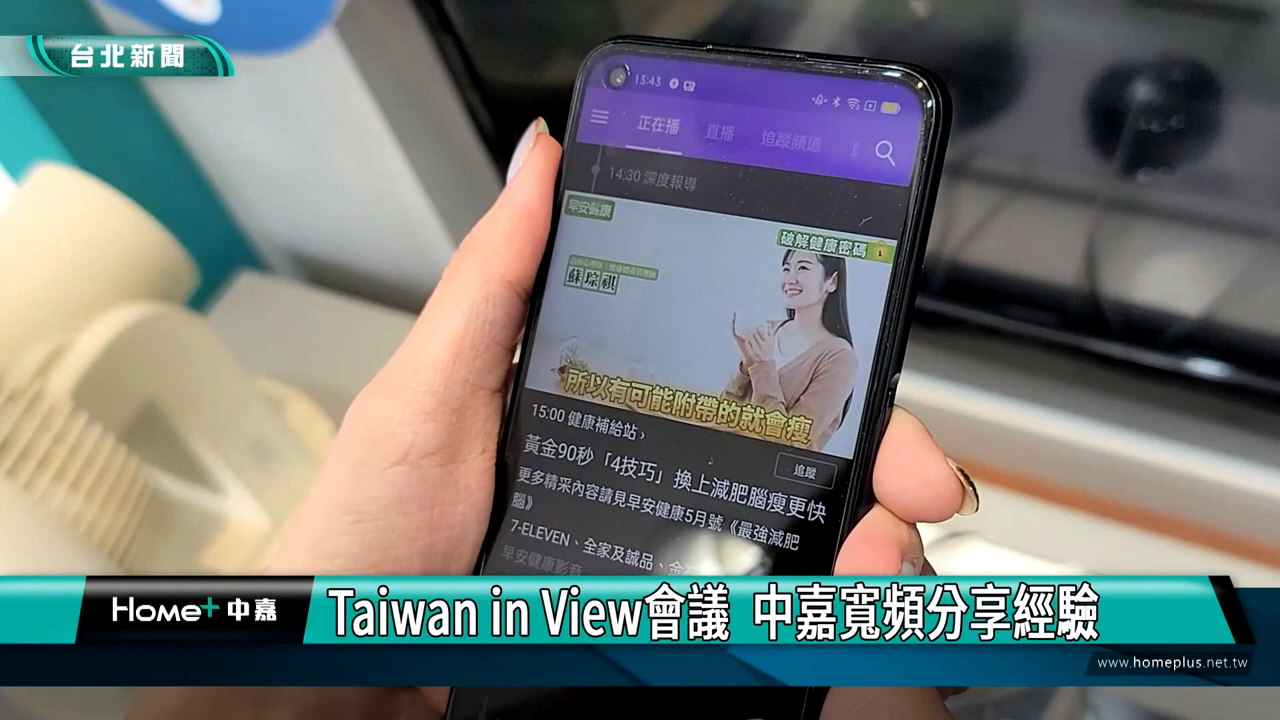 台北新聞
15:43
正在播 直播 追蹤頻道
14:30 深度報導
早安健康
破解健康密碼
蘇琮祺
所以有可能附帶的就會瘦
15:00 健康補給站 ›
追蹤
黃金90秒「4技巧」換上減肥腦瘦更快
更多精采內容請見早安健康5月號《最強減肥
腦》
7-ELEVEN、全家及誠品、金
早安健康影音
Home+中嘉
Taiwan in View會議 中嘉寬頻分享經驗
www.homeplus.net.tw